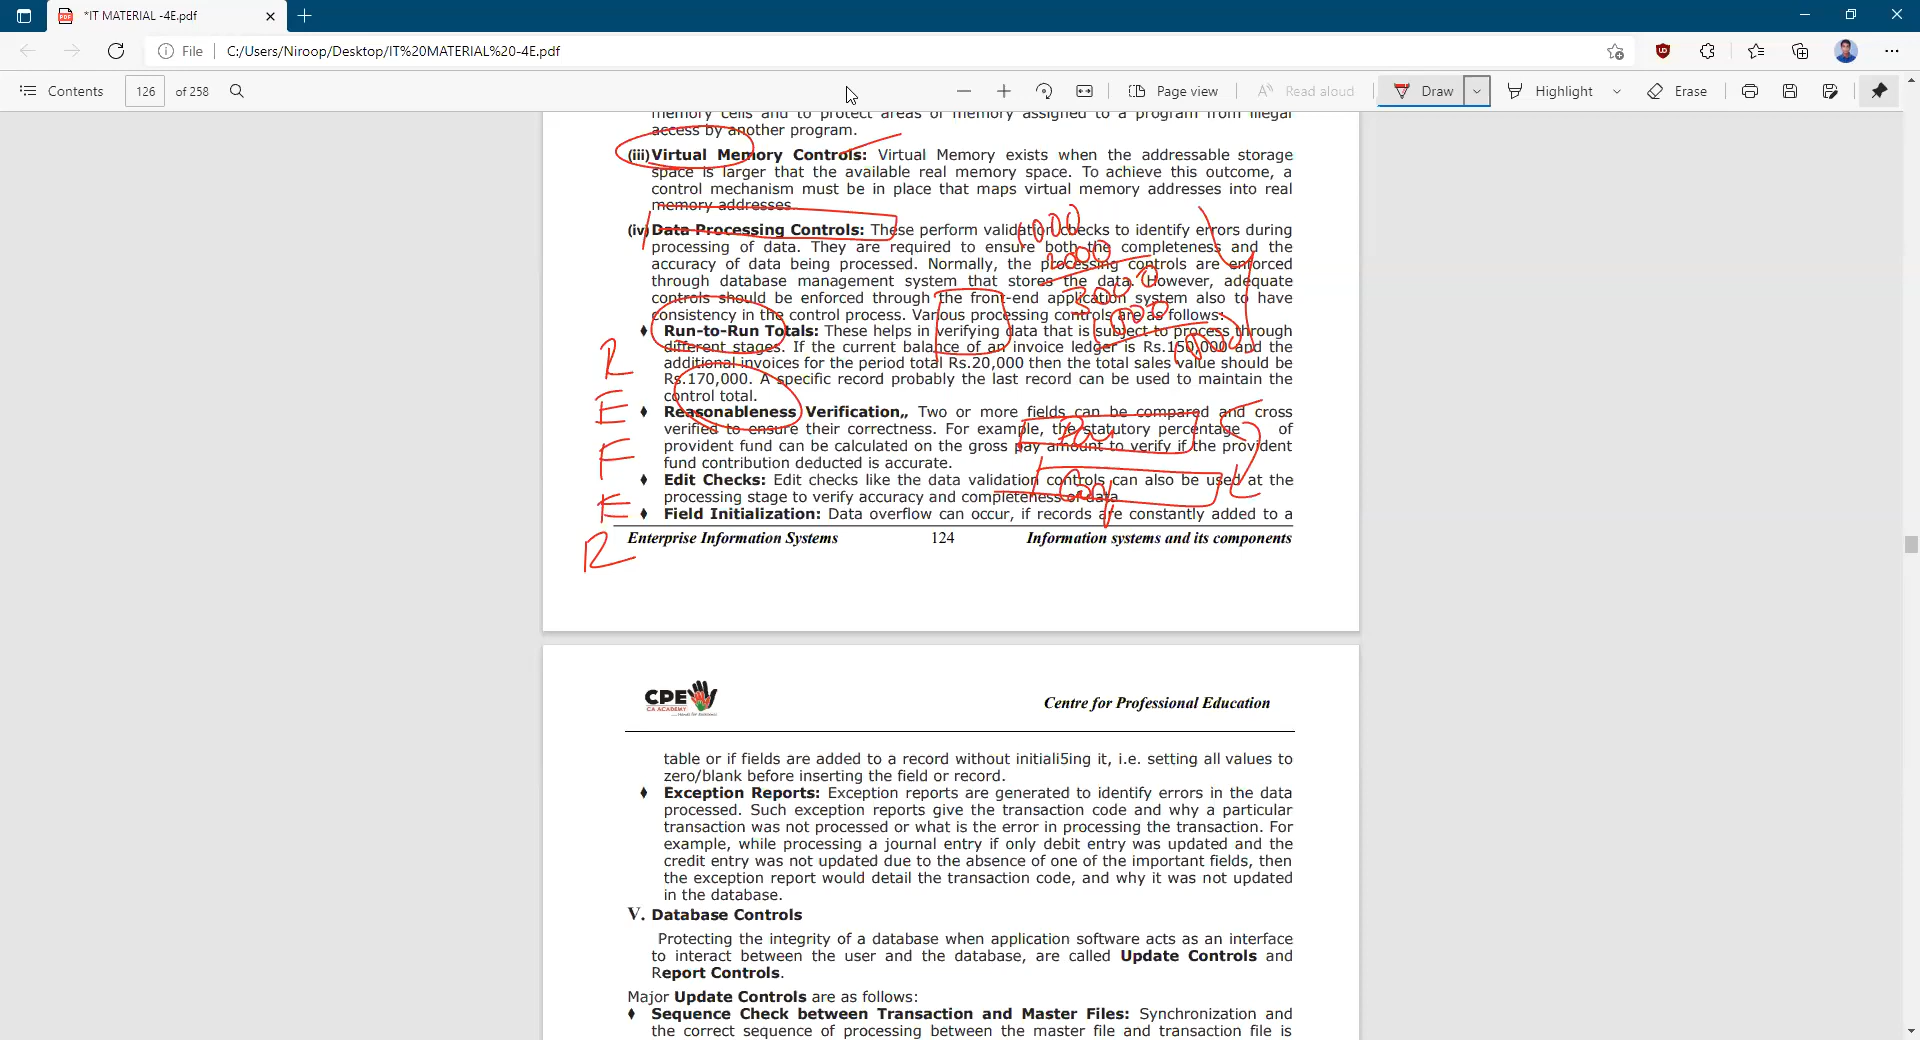 *IT MATERIAL -4E.pdf
File
C:/Users/Niroop/Desktop/IT%20MATERIAL%20-4E.pdf
Contents
126
of 258
Page view
Read aloud
Draw
Highlight
Erase
memory cells and to protect areas of memory assigned to a program from illegal
access by another program.
(iii) Virtual Memory Controls: Virtual Memory exists when the addressable storage
space is larger that the available real memory space. To achieve this outcome, a
control mechanism must be in place that maps virtual memory addresses into real
memory addresses.
(iv) Data Processing Controls: These perform validation checks to identify errors during
processing of data. They are required to ensure both the completeness and the
accuracy of data being processed. Normally, the processing controls are enforced
through database management system that stores the data. However, adequate
controls should be enforced through the front-end application system also to have
consistency in the control process. Various processing controls are as follows:
♦ Run-to-Run Totals: These helps in verifying data that is subject to process through
different stages. If the current balance of an invoice ledger is Rs.150,000 and the
additional invoices for the period total Rs.20,000 then the total sales value should be
Rs.170,000. A specific record probably the last record can be used to maintain the
control total.
♦ Reasonableness Verification„ Two or more fields can be compared and cross
verified to ensure their correctness. For example, the statutory percentage of
provident fund can be calculated on the gross pay amount to verify if the provident
fund contribution deducted is accurate.
♦ Edit Checks: Edit checks like the data validation controls can also be used at the
processing stage to verify accuracy and completeness of data.
♦ Field Initialization: Data overflow can occur, if records are constantly added to a
1000
2000
3000
R
E
F
E
R
Enterprise Information Systems 124 Information systems and its components
CPE
CA ACADEMY
Centre for Professional Education
table or if fields are added to a record without initiali5ing it, i.e. setting all values to
zero/blank before inserting the field or record.
♦ Exception Reports: Exception reports are generated to identify errors in the data
processed. Such exception reports give the transaction code and why a particular
transaction was not processed or what is the error in processing the transaction. For
example, while processing a journal entry if only debit entry was updated and the
credit entry was not updated due to the absence of one of the important fields, then
the exception report would detail the transaction code, and why it was not updated
in the database.
V. Database Controls
Protecting the integrity of a database when application software acts as an interface
to interact between the user and the database, are called Update Controls and
Report Controls.
Major Update Controls are as follows:
♦ Sequence Check between Transaction and Master Files: Synchronization and
the correct sequence of processing between the master file and transaction file is